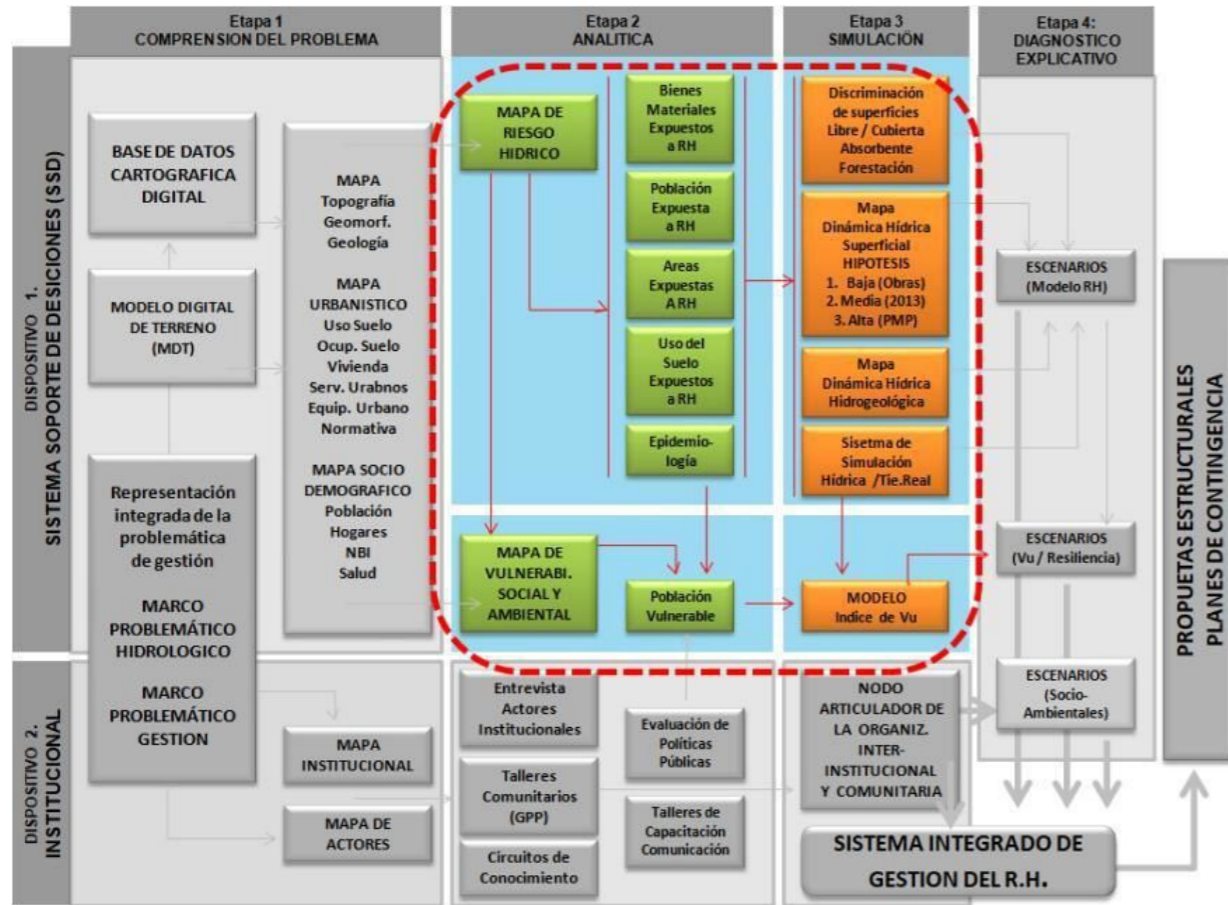 Etapa 1
COMPRENSION DEL PROBLEMA
Etapa 2
ANALITICA
Etapa 3
SIMULACIÓN
Etapa 4:
DIAGNOSTICO
EXPLICATIVO
DISPOSITIVO 1.
SISTEMA SOPORTE DE DESICIONES (SSD)
BASE DE DATOS
CARTOGRAFICA
DIGITAL
MODELO DIGITAL
DE TERRENO
(MDT)
Representación
integrada de la
problemática
de gestión
MARCO
PROBLEMÁTICO
HIDROLOGICO
MARCO
PROBLEMÁTICO
GESTION
MAPA
Topografía
Geomorf.
Geología
MAPA
URBANISTICO
Uso Suelo
Ocup. Suelo
Vivienda
Serv. Urabnos
Equip. Urbano
Normativa
MAPA SOCIO
DEMOGRAFICO
Población
Hogares
NBI
Salud
MAPA DE
RIESGO
HIDRICO
Bienes
Materiales
Expuestos
a RH
Población
Expuesta
a RH
Areas
Expuestas
A RH
Uso del
Suelo
Expuestos
a RH
Epidemio-
logía
MAPA DE
VULNERABI.
SOCIAL Y
AMBIENTAL
Población
Vulnerable
Discriminación
de superficies
Libre / Cubierta
Absorbente
Forestación
Mapa
Dinámica Hídrica
Superficial
HIPOTESIS
1. Baja (Obras)
2. Media (2013)
3. Alta (PMP)
Mapa
Dinámica Hídrica
Hidrogeológica
Sisetma de
Simulación
Hídrica /Tie.Real
MODELO
Indice de Vu
ESCENARIOS
(Modelo RH)
ESCENARIOS
(Vu / Resiliencia)
ESCENARIOS
(Socio-
Ambientales)
PROPUETAS ESTRUCTURALES
PLANES DE CONTINGENCIA
DISPOSITIVO 2.
INSTITUCIONAL
MAPA
INSTITUCIONAL
MAPA DE
ACTORES
Entrevista
Actores
Institucionales
Talleres
Comunitarios
(GPP)
Circuitos de
Conocimiento
Evaluación de
Políticas
Públicas
Talleres de
Capacitación
Comunicación
NODO
ARTICULADOR DE
LA ORGANIZ.
INTER-
INSTITUCIONAL
Y COMUNITARIA
SISTEMA INTEGRADO DE
GESTION DEL R.H.